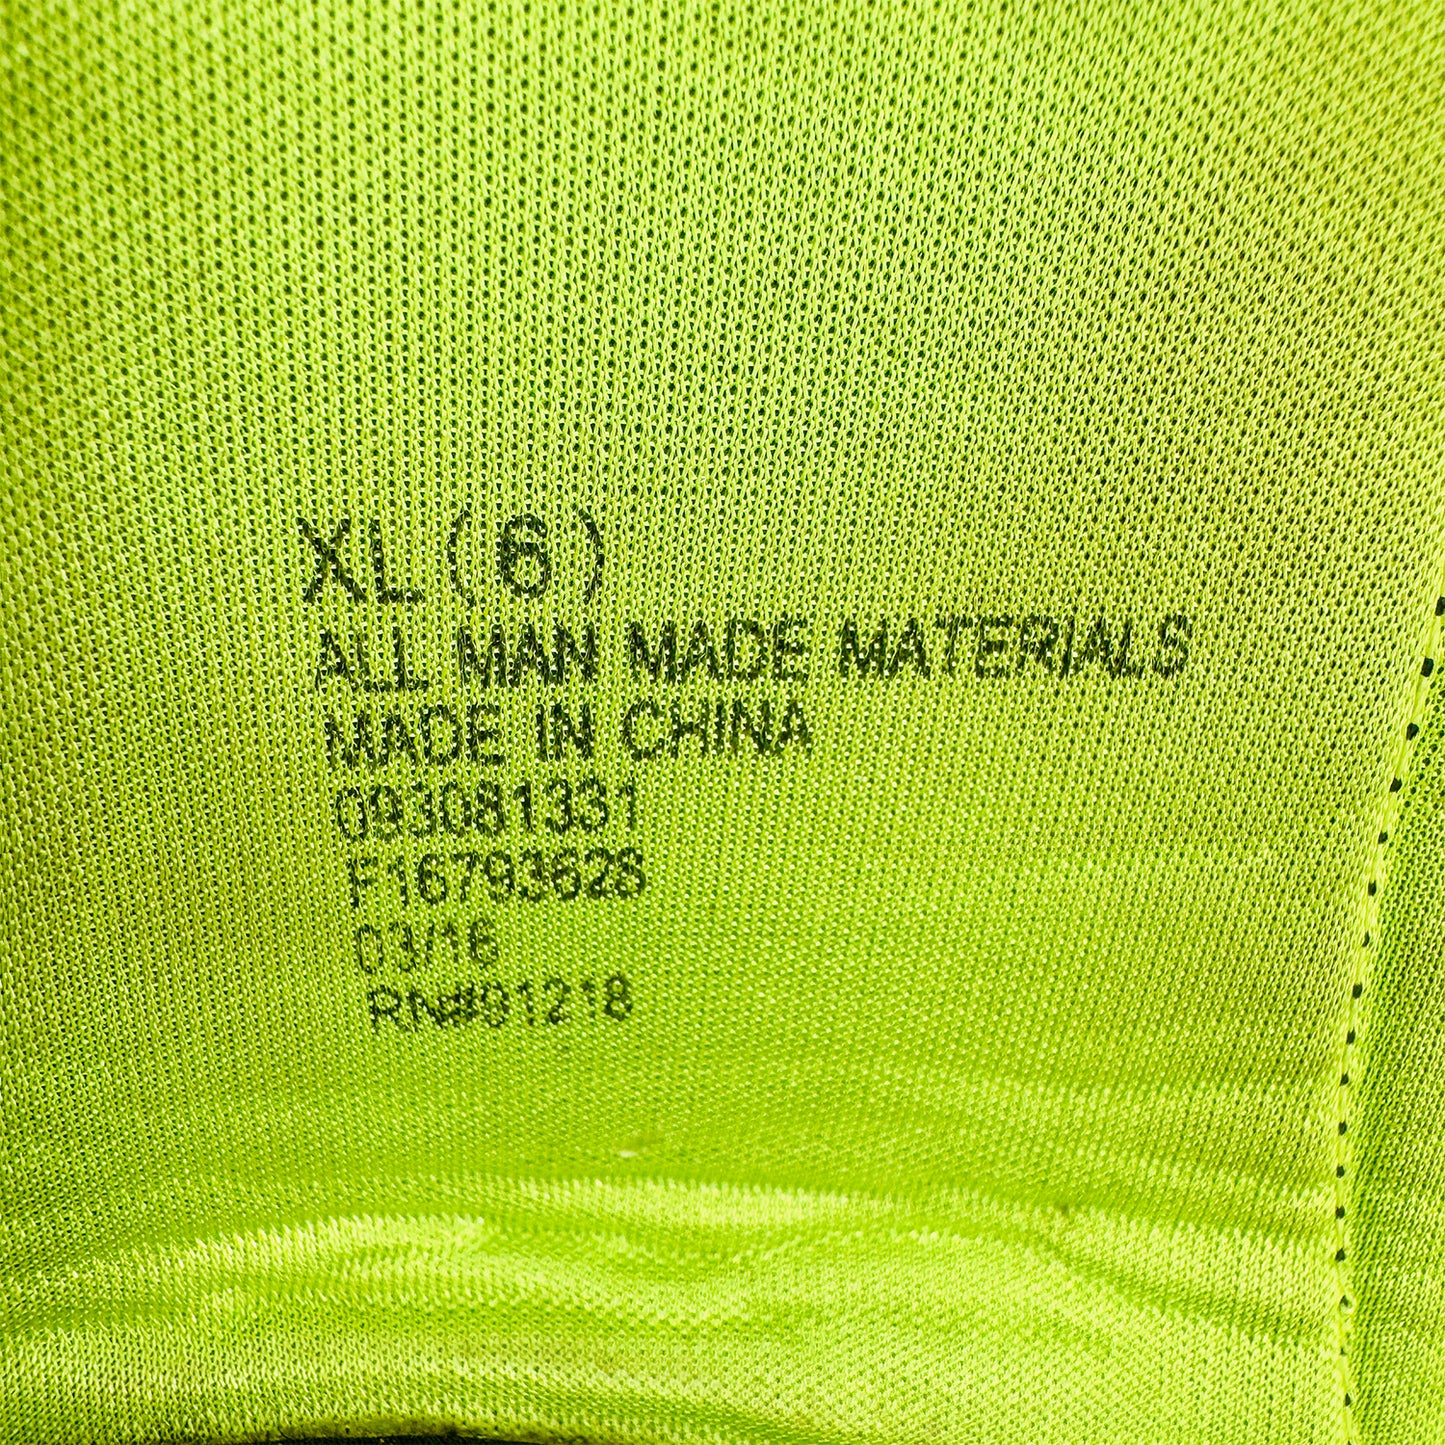 XL (6)
ALL MAN MADE MATERIALS
MADE IN CHINA
093081331
F16793628
03/16
RN#91218